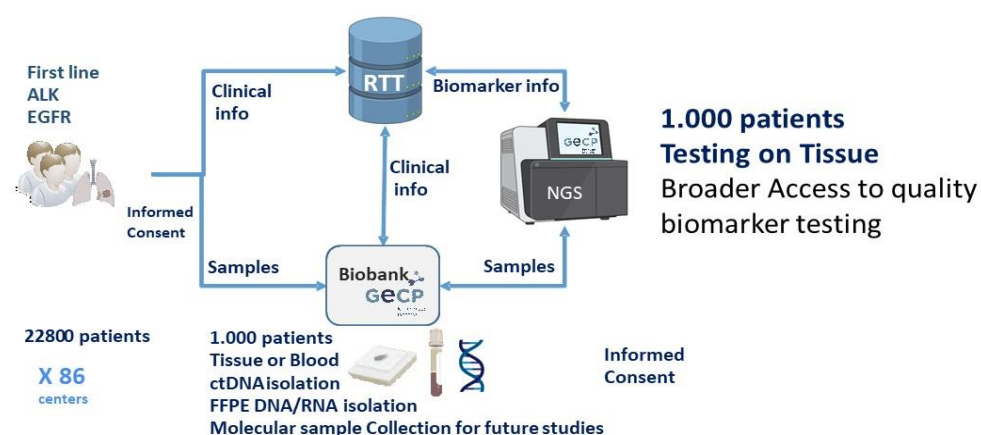 First line
ALK
EGFR
Clinical
info
RTT
Biomarker info
Clinical
info
GeCP
NGS
1.000 patients
Testing on Tissue
Broader Access to quality
biomarker testing
Informed
Consent
Samples
Biobank
GeCP
Samples
22800 patients
X 86
centers
1.000 patients
Tissue or Blood
ctDNAisolation
FFPE DNA/RNA isolation
Molecular sample Collection for future studies
Informed
Consent